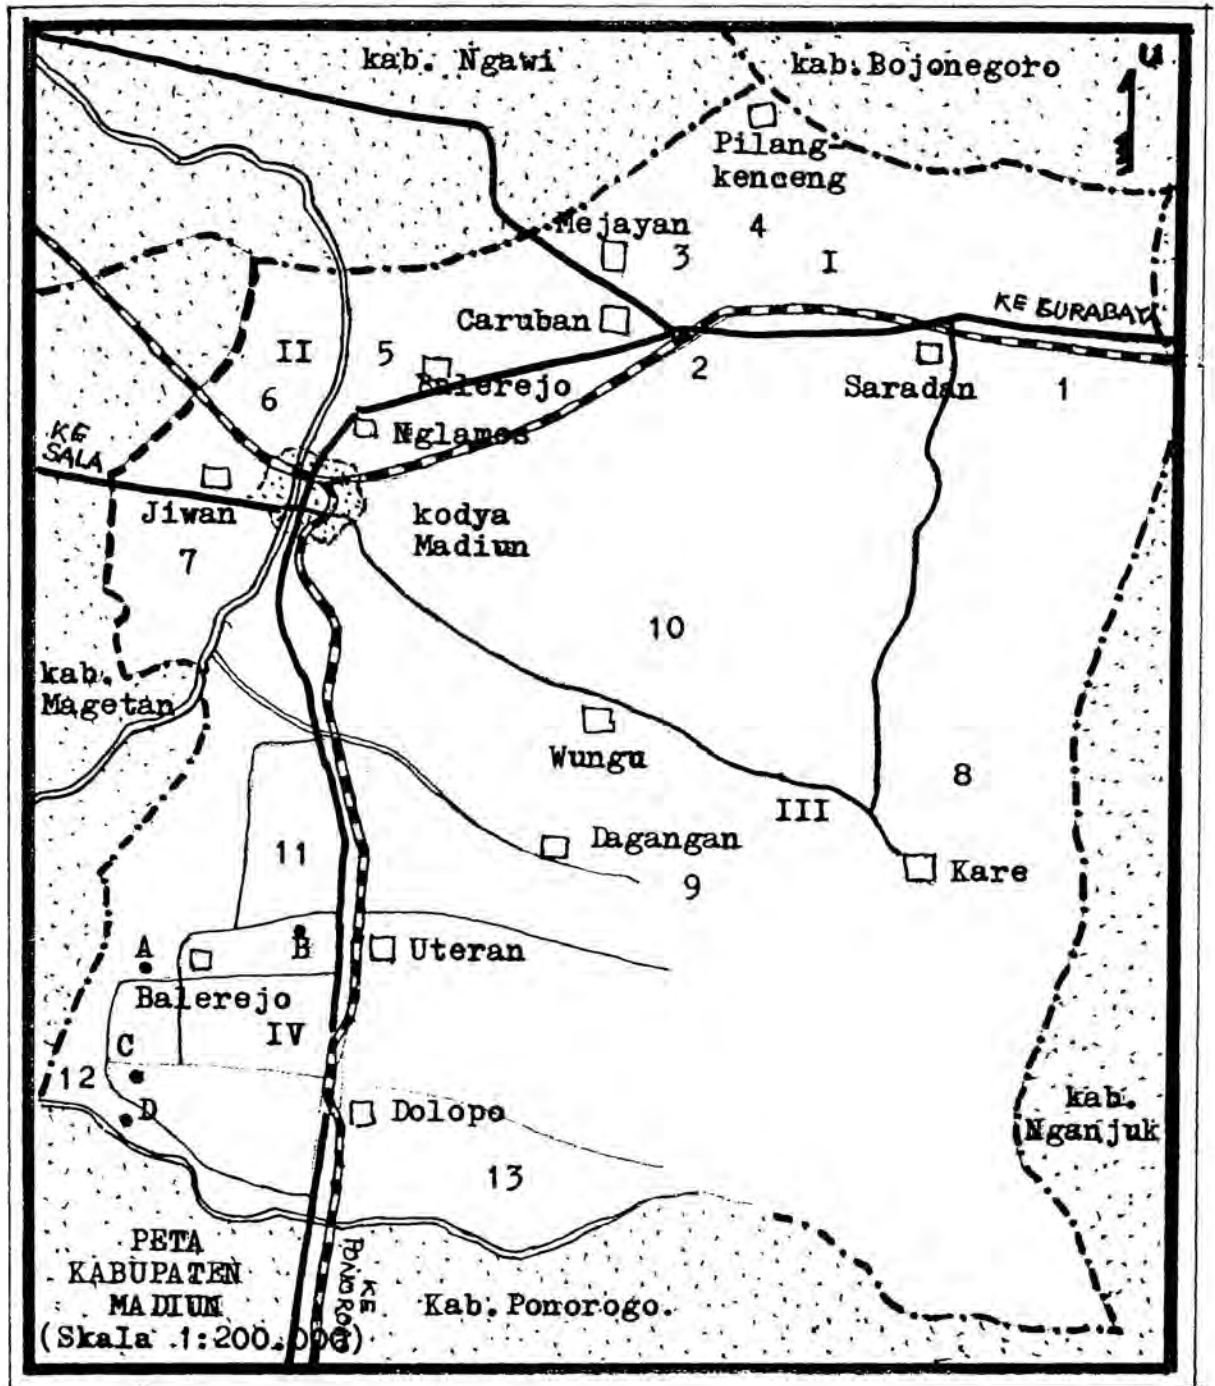 kab. Ngawi
kab.Bojonegoro
u
Pilang-
kenceng
Mejayan
4
3
I
KE SURABAYA
Caruban
II
5
Balerejo
2
Saradan
1
6
Nglames
KE
SALA
Jiwan
kodya
Madiun
7
10
kab.
Magetan
Wungu
8
III
11
Dagangan
9
Kare
A
B
Uteran
Balerejo
IV
C
12
D
Dolopo
kab.
Nganjuk
13
PETA
KABUPATEN
MADIUN
(Skala 1:200.000)
KE
PONOROGO
Kab. Ponorogo.